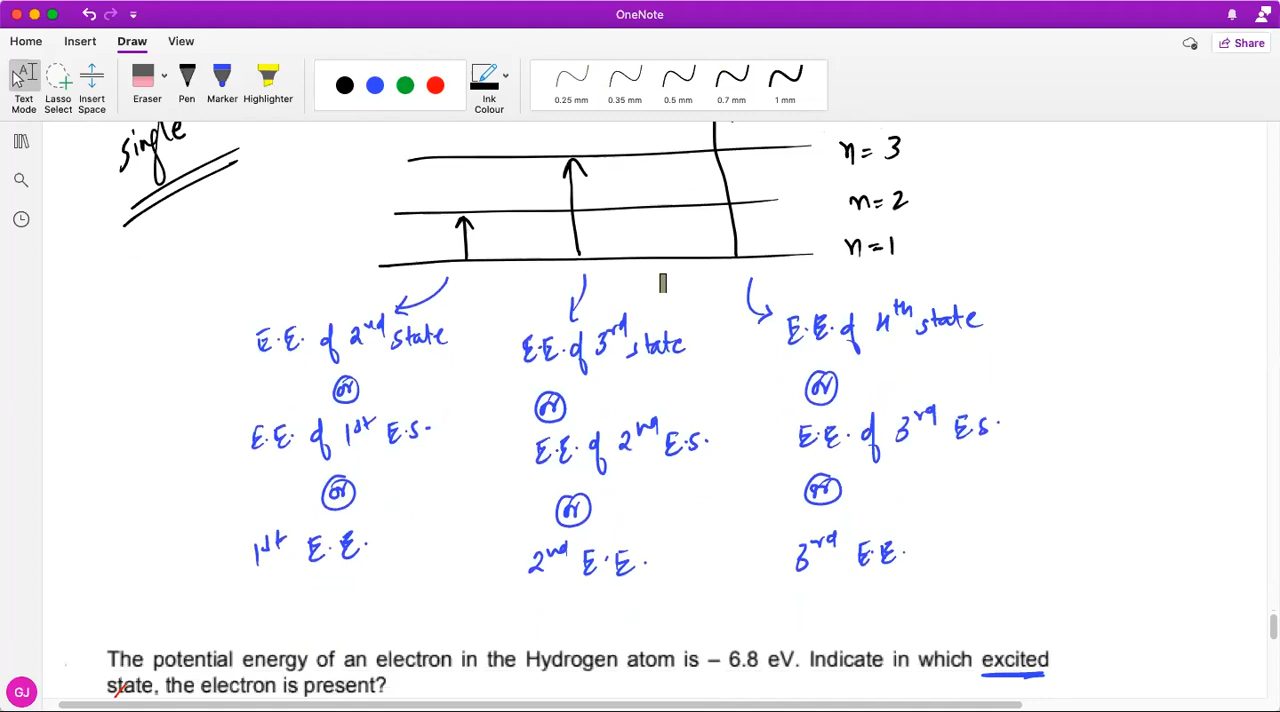 OneNote
Home Insert Draw View
Share
Text Mode
Lasso Select
Insert Space
Eraser
Pen
Marker
Highlighter
Ink Colour
0.25 mm 0.35 mm 0.5 mm 0.7 mm 1 mm
single
n = 3
n = 2
n = 1
E.E. of 2nd state
or
E.E. of 1st E.S.
or
1st E.E.
E.E. of 3rd state
or
E.E. of 2nd E.S.
or
2nd E.E.
E.E. of 4th state
or
E.E. of 3rd E.S.
or
3rd E.E.
The potential energy of an electron in the Hydrogen atom is – 6.8 eV. Indicate in which excited
state, the electron is present?
GJ